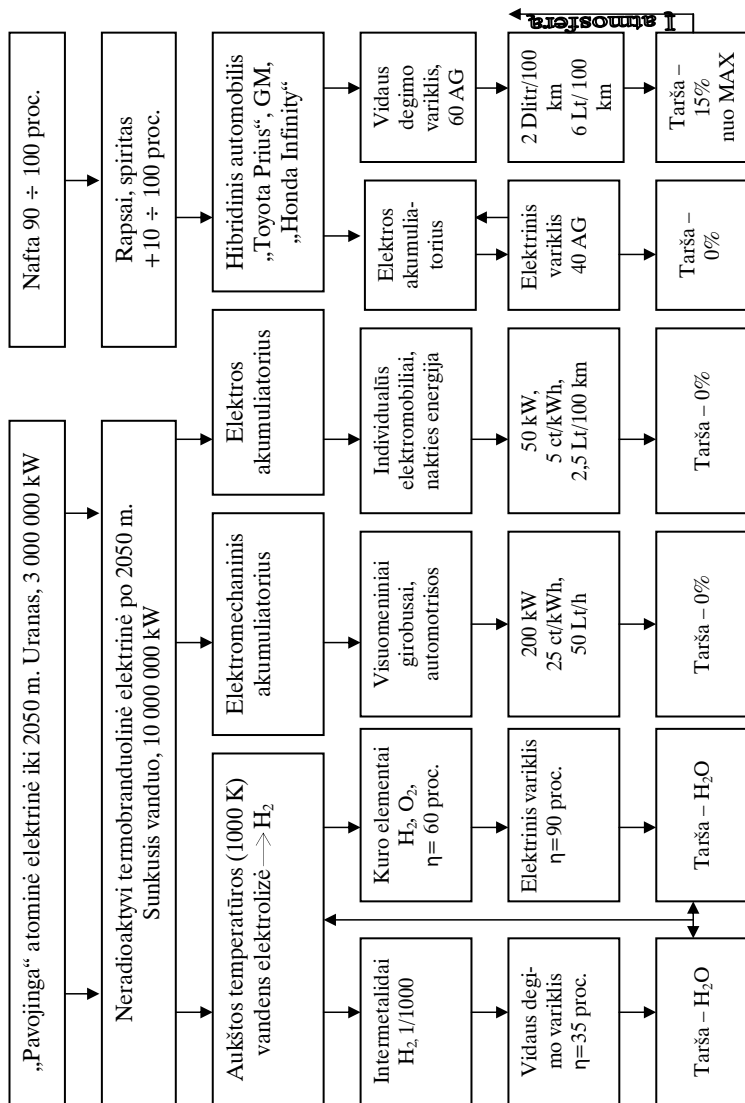 „Pavojinga“ atominė elektrinė iki 2050 m. Uranas, 3 000 000 kW
Nafta 90 ÷ 100 proc.
Neradioaktyvi termobranduolinė elektrinė po 2050 m.
Sunkusis vanduo, 10 000 000 kW
Rapsai, spiritas
+10 ÷ 100 proc.
Aukštos temperatūros (1000 K)
vandens elektrolizė → H₂
Elektromechaninis
akumuliatorius
Elektros
akumuliatorius
Hibridinis automobilis
„Toyota Prius“, GM,
„Honda Infinity“
Intermetalidai
H₂, 1/1000
Kuro elementai
H₂, O₂,
η= 60 proc.
Visuomeniniai
girobusai,
automotrisos
Individualūs
elektromobiliai,
nakties energija
Elektros
akumulia-
torius
Vidaus
degimo
variklis,
60 AG
Vidaus degi-
mo variklis
η=35 proc.
Elektrinis variklis
η=90 proc.
200 kW
25 ct/kWh,
50 Lt/h
50 kW,
5 ct/kWh,
2,5 Lt/100 km
Elektrinis
variklis
40 AG
2 Dlitr/100
km
6 Lt/ 100
km
Tarša – H₂O
Tarša – H₂O
Tarša – 0%
Tarša – 0%
Tarša –
0%
Tarša –
15%
nuo MAX
Į atmosferą